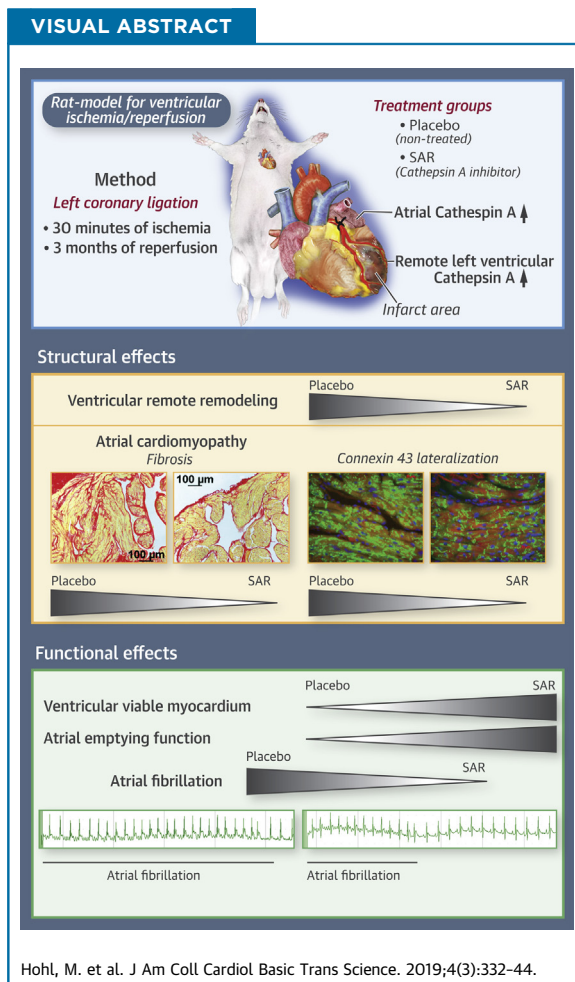 VISUAL ABSTRACT
Rat-model for ventricular
ischemia/reperfusion
Method
Left coronary ligation
• 30 minutes of ischemia
• 3 months of reperfusion
Treatment groups
• Placebo
(non-treated)
• SAR
(Cathepsin A inhibitor)
Atrial Cathespin A
Remote left ventricular
Cathepsin A
Infarct area
Structural effects
Ventricular remote remodeling
Placebo SAR
Atrial cardiomyopathy
Fibrosis
Connexin 43 lateralization
100 µm
100 µm
Placebo SAR
Placebo SAR
Functional effects
Placebo SAR
Ventricular viable myocardium
Atrial emptying function
Placebo SAR
Atrial fibrillation
Atrial fibrillation
Atrial fibrillation
Hohl, M. et al. J Am Coll Cardiol Basic Trans Science. 2019;4(3):332–44.